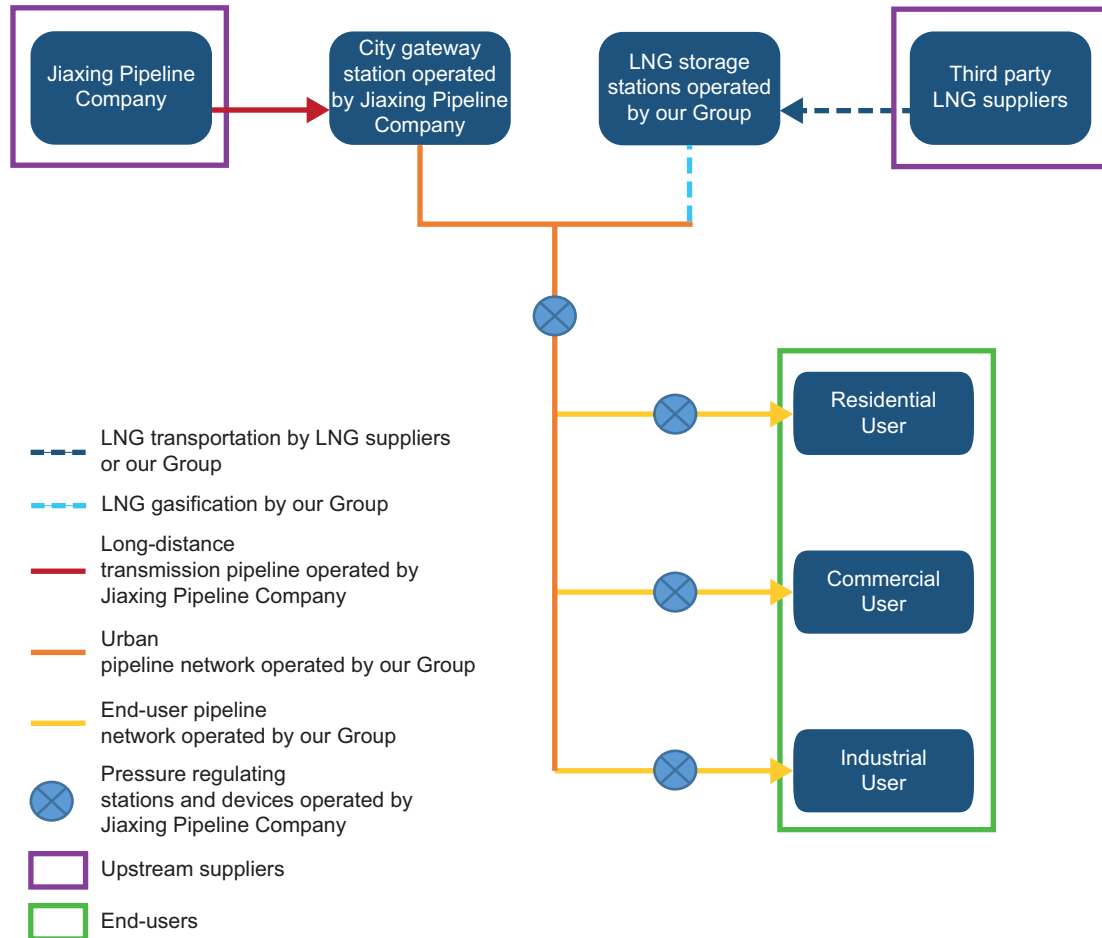 Jiaxing Pipeline
Company
City gateway
station operated
by Jiaxing Pipeline
Company
LNG storage
stations operated
by our Group
Third party
LNG suppliers
Residential
User
Commercial
User
Industrial
User
LNG transportation by LNG suppliers
or our Group
LNG gasification by our Group
Long-distance
transmission pipeline operated by
Jiaxing Pipeline Company
Urban
pipeline network operated by our Group
End-user pipeline
network operated by our Group
Pressure regulating
stations and devices operated by
Jiaxing Pipeline Company
Upstream suppliers
End-users